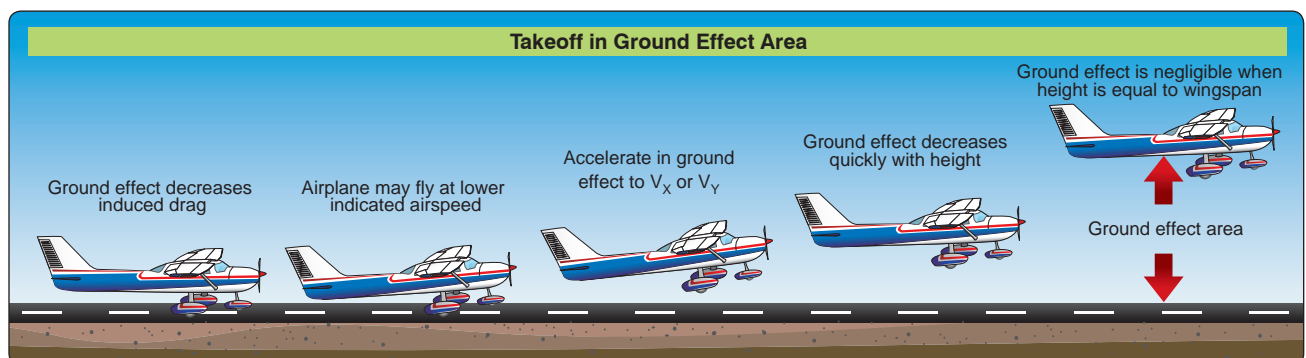 Takeoff in Ground Effect Area
Ground effect decreases
induced drag
Airplane may fly at lower
indicated airspeed
Accelerate in ground
effect to VX or VY
Ground effect decreases
quickly with height
Ground effect is negligible when
height is equal to wingspan
Ground effect area